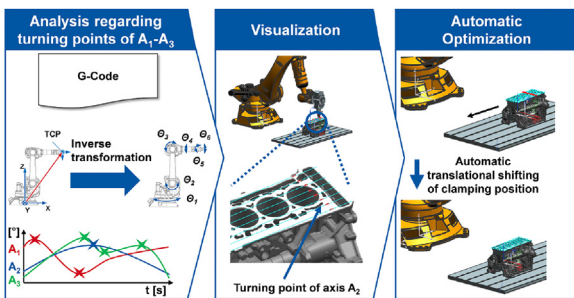 Analysis regarding
turning points of A₁-A₃
G-Code
TCP
Z
Y
X
Inverse
transformation
Θ₃
Θ₄
Θ₆
Θ₅
Θ₂
Θ₁
[°]
A₁
A₂
A₃
t [s]
Visualization
Turning point of axis A₂
Automatic
Optimization
Automatic
translational shifting
of clamping position